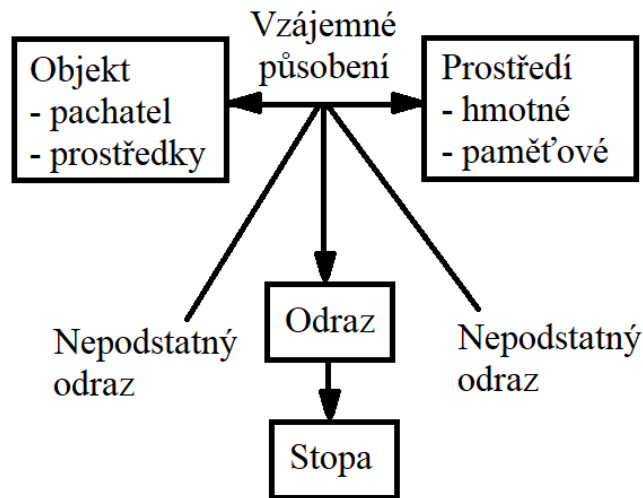 Vzájemné
působení
Objekt
- pachatel
- prostředky
Prostředí
- hmotné
- paměťové
Odraz
Nepodstatný
odraz
Nepodstatný
odraz
Stopa